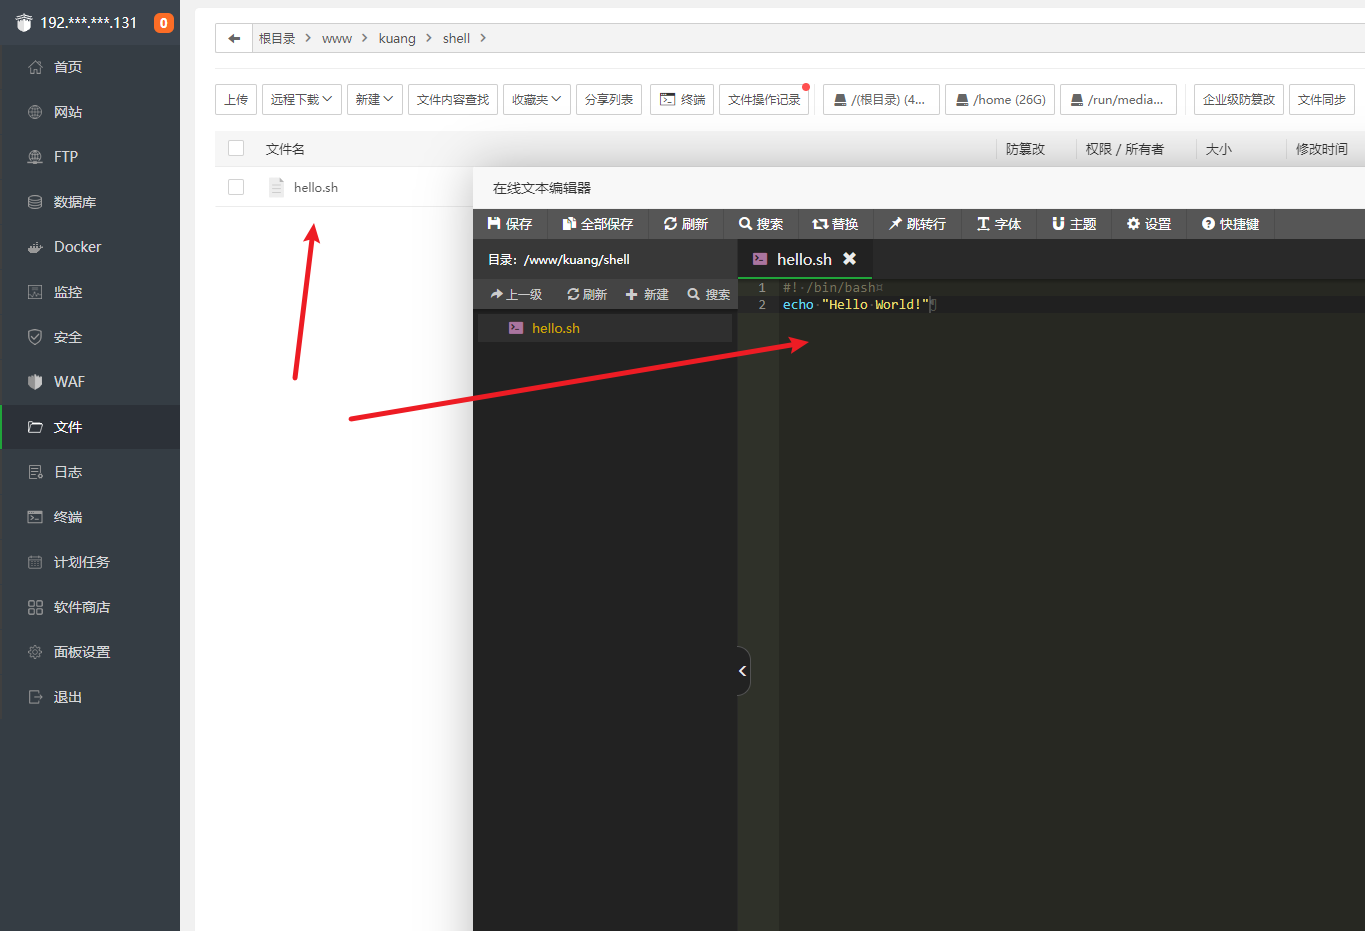 192.***.***.131 0
首页
网站
FTP
数据库
Docker
监控
安全
WAF
文件
日志
终端
计划任务
软件商店
面板设置
退出
根目录 > www > kuang > shell >
上传 远程下载 新建 文件内容查找 收藏夹 分享列表 终端 文件操作记录 /(根目录) (4... /home (26G) /run/media... 企业级防篡改 文件同步
文件名 防篡改 权限 / 所有者 大小 修改时间
hello.sh
在线文本编辑器
保存 全部保存 刷新 搜索 替换 跳转行 字体 主题 设置 快捷键
目录：/www/kuang/shell
上一级 刷新 新建 搜索
hello.sh
hello.sh
1 #! /bin/bash
2 echo "Hello World!"